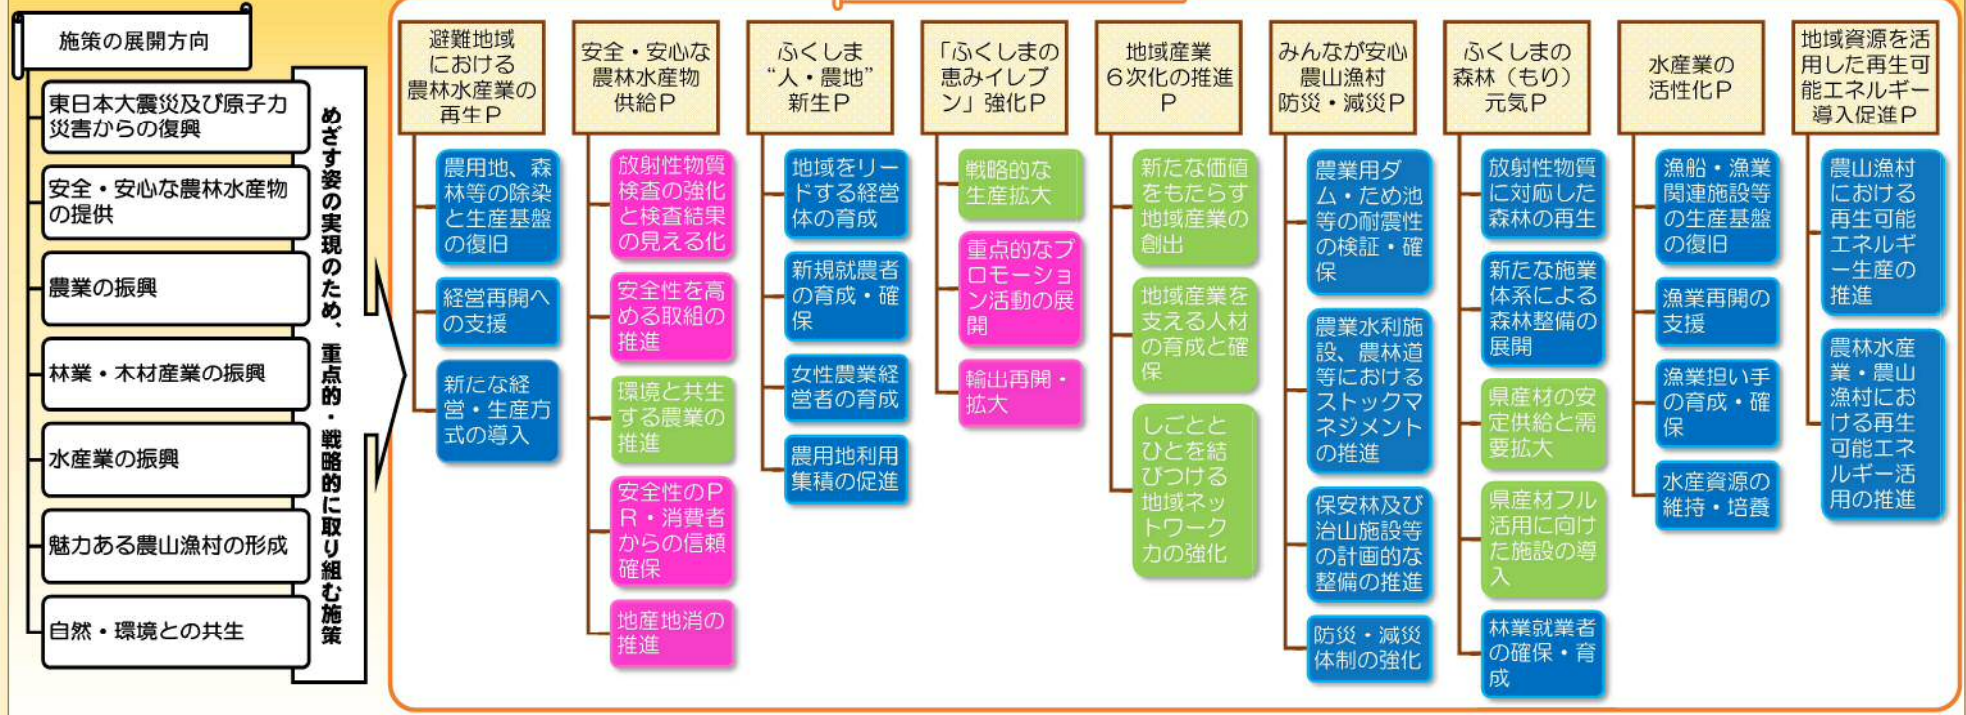 施策の展開方向
東日本大震災及び原子力
災害からの復興
安全・安心な農林水産物
の提供
農業の振興
林業・木材産業の振興
水産業の振興
魅力ある農山漁村の形成
自然・環境との共生
めざす姿の実現のため、重点的・戦略的に取り組む施策
避難地域
における
農林水産業の
再生P
農用地、森
林等の除染
と生産基盤
の復旧
経営再開へ
の支援
新たな経
営・生産方
式の導入
安全・安心な
農林水産物
供給P
放射性物質
検査の強化
と検査結果
の見える化
安全性を高
める取組の
推進
環境と共生
する農業の
推進
安全性のP
R・消費者
からの信頼
確保
地産地消の
推進
ふくしま
“人・農地”
新生P
地域をリー
ドする経営
体の育成
新規就農者
の育成・確
保
女性農業経
営者の育成
農用地利用
集積の促進
「ふくしまの
恵みイレブ
ン」強化P
戦略的な
生産拡大
重点的なプ
ロモーショ
ン活動の展
開
輸出再開・
拡大
地域産業
6次化の推進
P
新たな価値
をもたらす
地域産業の
創出
地域産業を
支える人材
の育成と確
保
しごとと
ひとを結
びつける
地域ネッ
トワーク
力の強化
みんなが安心
農山漁村
防災・減災P
農業用ダ
ム・ため池
等の耐震性
の検証・確
保
農業水利施
設、農林道
等における
ストックマ
ネジメント
の推進
保安林及び
治山施設等
の計画的な
整備の推進
防災・減災
体制の強化
ふくしまの
森林（もり）
元気P
放射性物質
に対応した
森林の再生
新たな施業
体系による
森林整備の
展開
県産材の安
定供給と需
要拡大
県産材フル
活用に向け
た施設の導
入
林業就業者
の確保・育
成
水産業の
活性化P
漁船・漁業
関連施設等
の生産基盤
の復旧
漁業再開の
支援
漁業担い手
の育成・確
保
水産資源の
維持・培養
地域資源を活
用した再生可
能エネルギー
導入促進P
農山漁村
における
再生可能
エネルギ
ー生産の
推進
農林水産
業・農山
漁村にお
ける再生
可能エネ
ルギー活
用の推進